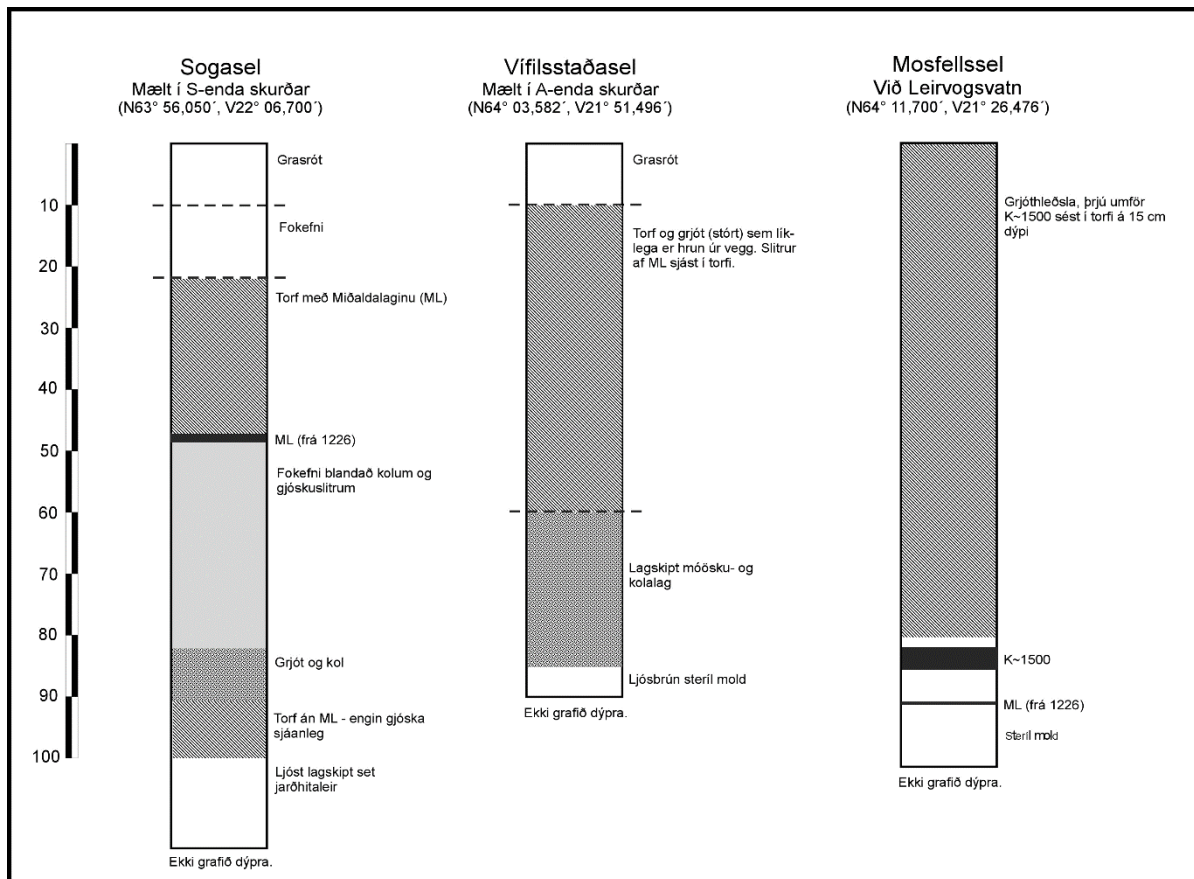 Sogasel
Mælt í S-enda skurðar
(N63° 56,050´, V22° 06,700´)
Grasrót
Fokefni
Torf með Miðaldalaginu (ML)
ML (frá 1226)
Fokefni blandað kolum og
gjóskuslitrum
Grjót og kol
Torf án ML - engin gjóska
sjáanleg
Ljóst lagskipt set
jarðhitaleir
Ekki grafið dýpra.
10
20
30
40
50
60
70
80
90
100
Vífilsstaðasel
Mælt í A-enda skurðar
(N64° 03,582´, V21° 51,496´)
Grasrót
Torf og grjót (stórt) sem lík-
lega er hrun úr vegg. Slitrur
af ML sjást í torfi.
Lagskipt móösku- og
kolalag
Ljósbrún steríl mold
Ekki grafið dýpra.
Mosfellssel
Við Leirvogsvatn
(N64° 11,700´, V21° 26,476´)
Grjóthleðsla, þrjú umför
K~1500 sést í torfi á 15 cm
dýpi
K~1500
ML (frá 1226)
Steríl mold
Ekki grafið dýpra.